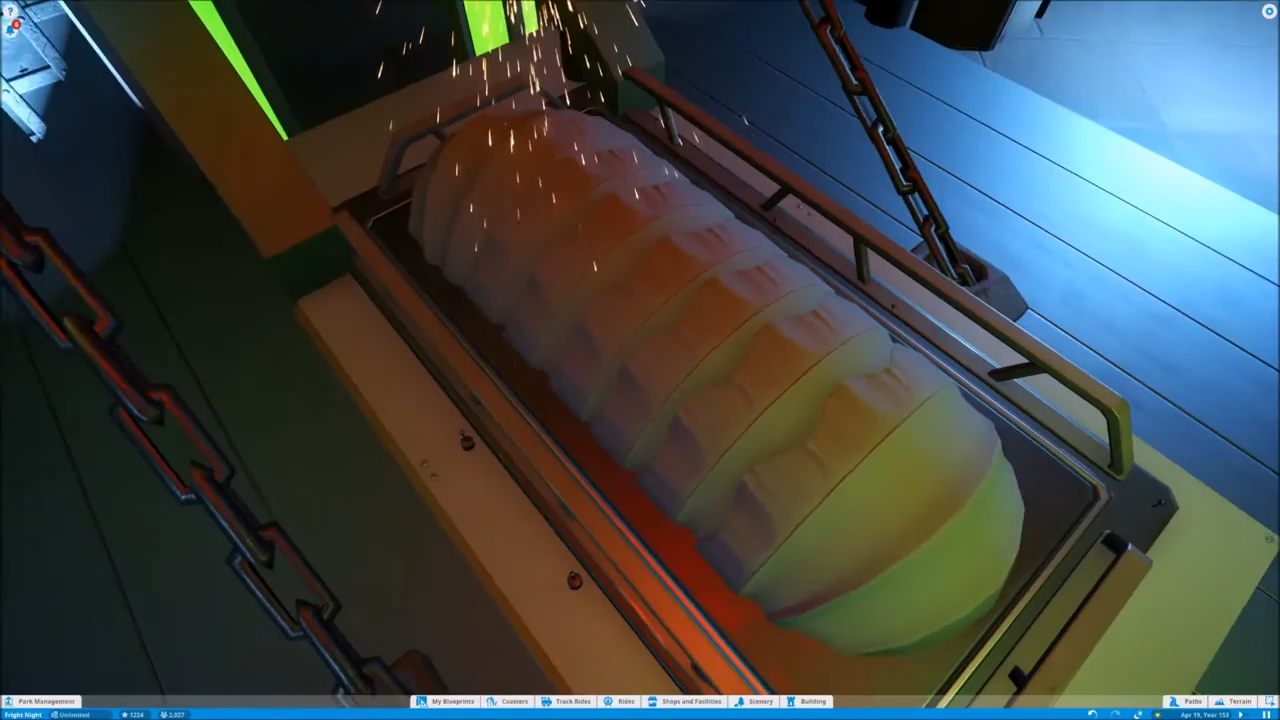 ?
Park Management
My Blueprints
Coasters
Track Rides
Rides
Shops and Facilities
Scenery
Building
Paths
Terrain
Fright Night
Unlimited
1224
2,027
Apr 19, Year 153